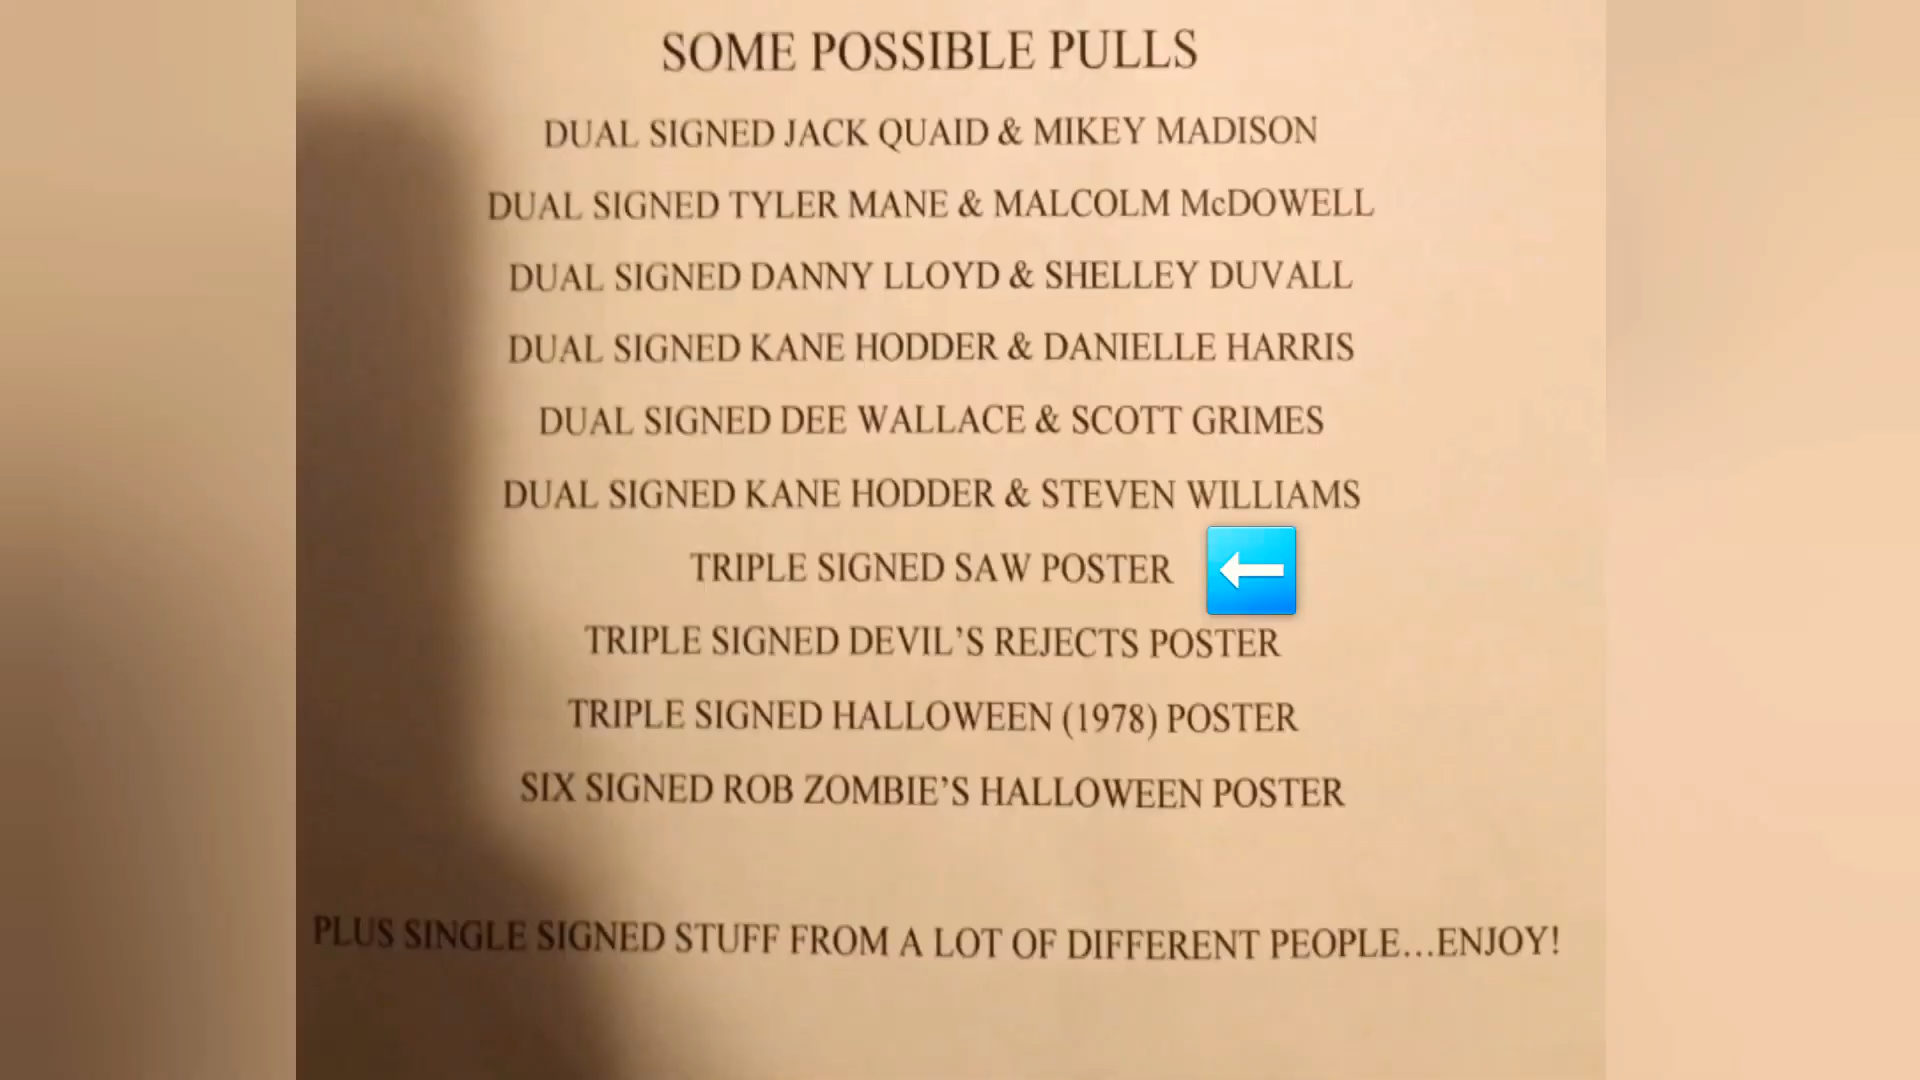 SOME POSSIBLE PULLS
DUAL SIGNED JACK QUAID & MIKEY MADISON
DUAL SIGNED TYLER MANE & MALCOLM McDOWELL
DUAL SIGNED DANNY LLOYD & SHELLEY DUVALL
DUAL SIGNED KANE HODDER & DANIELLE HARRIS
DUAL SIGNED DEE WALLACE & SCOTT GRIMES
DUAL SIGNED KANE HODDER & STEVEN WILLIAMS
TRIPLE SIGNED SAW POSTER
TRIPLE SIGNED DEVIL’S REJECTS POSTER
TRIPLE SIGNED HALLOWEEN (1978) POSTER
SIX SIGNED ROB ZOMBIE’S HALLOWEEN POSTER
PLUS SINGLE SIGNED STUFF FROM A LOT OF DIFFERENT PEOPLE…ENJOY!